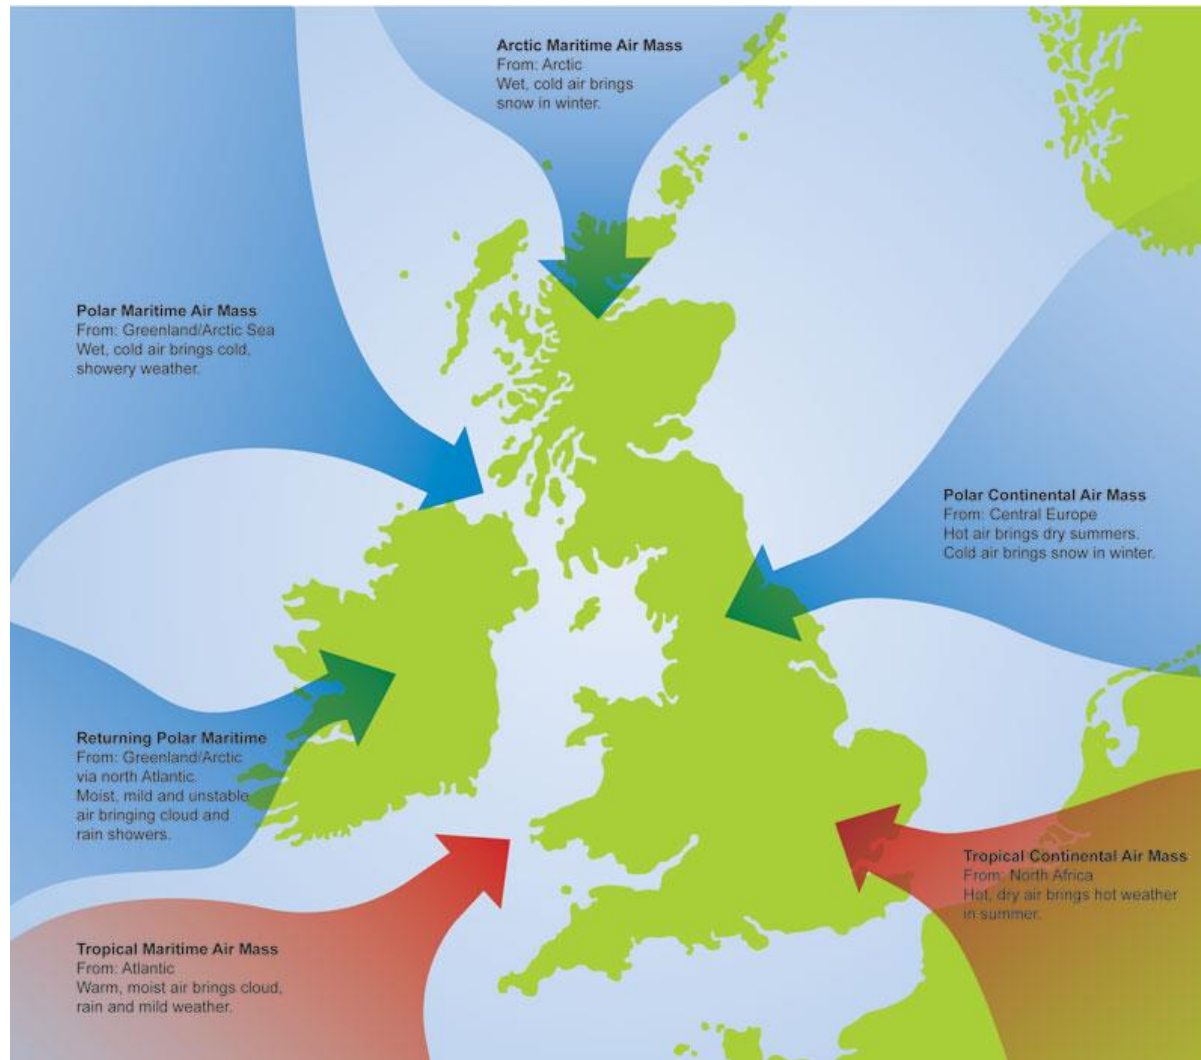 Arctic Maritime Air Mass
From: Arctic
Wet, cold air brings
snow in winter.
Polar Maritime Air Mass
From: Greenland/Arctic Sea
Wet, cold air brings cold,
showery weather.
Polar Continental Air Mass
From: Central Europe
Hot air brings dry summers.
Cold air brings snow in winter.
Returning Polar Maritime
From: Greenland/Arctic
via north Atlantic.
Moist, mild and unstable
air bringing cloud and
rain showers.
Tropical Continental Air Mass
From: North Africa
Hot, dry air brings hot weather
in summer.
Tropical Maritime Air Mass
From: Atlantic
Warm, moist air brings cloud,
rain and mild weather.